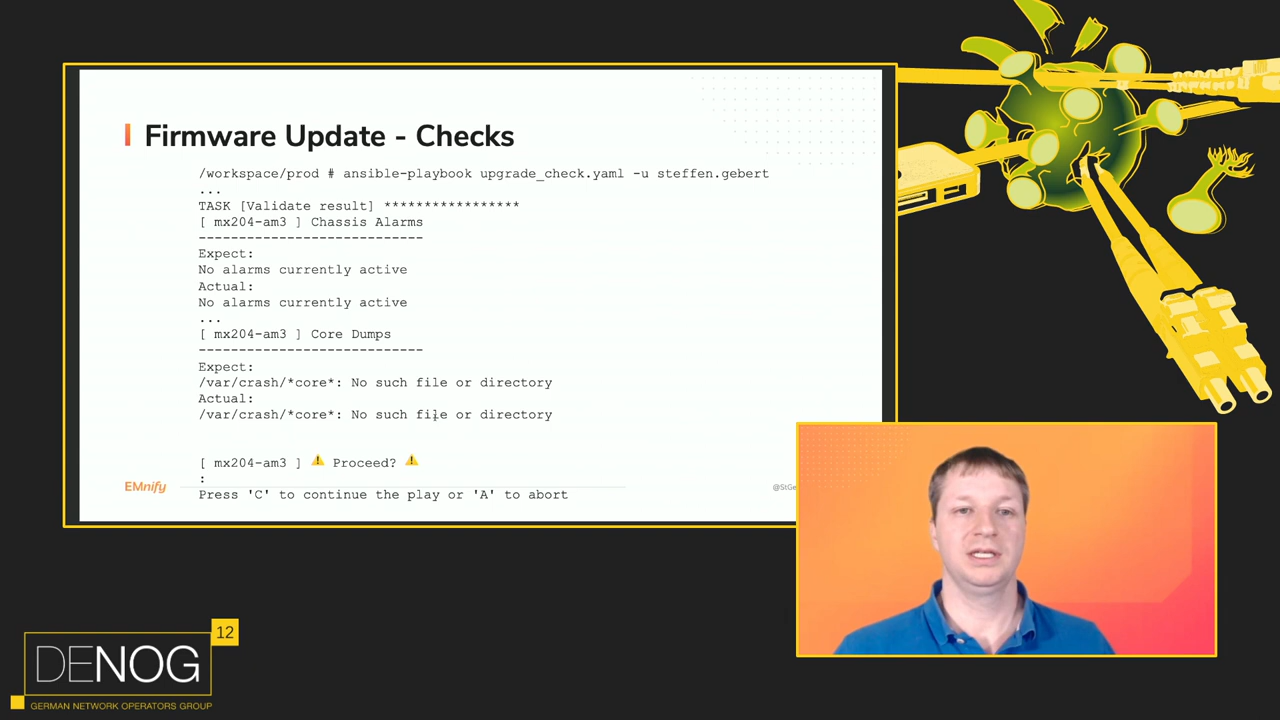 Firmware Update - Checks
/workspace/prod # ansible-playbook upgrade_check.yaml -u steffen.gebert
...
TASK [Validate result] *****************
[ mx204-am3 ] Chassis Alarms
----------------------------
Expect:
No alarms currently active
Actual:
No alarms currently active
...
[ mx204-am3 ] Core Dumps
----------------------------
Expect:
/var/crash/*core*: No such file or directory
Actual:
/var/crash/*core*: No such file or directory
[ mx204-am3 ] ⚠ Proceed? ⚠
:
Press 'C' to continue the play or 'A' to abort
EMnify
@StGe
12
DENOG
GERMAN NETWORK OPERATORS GROUP